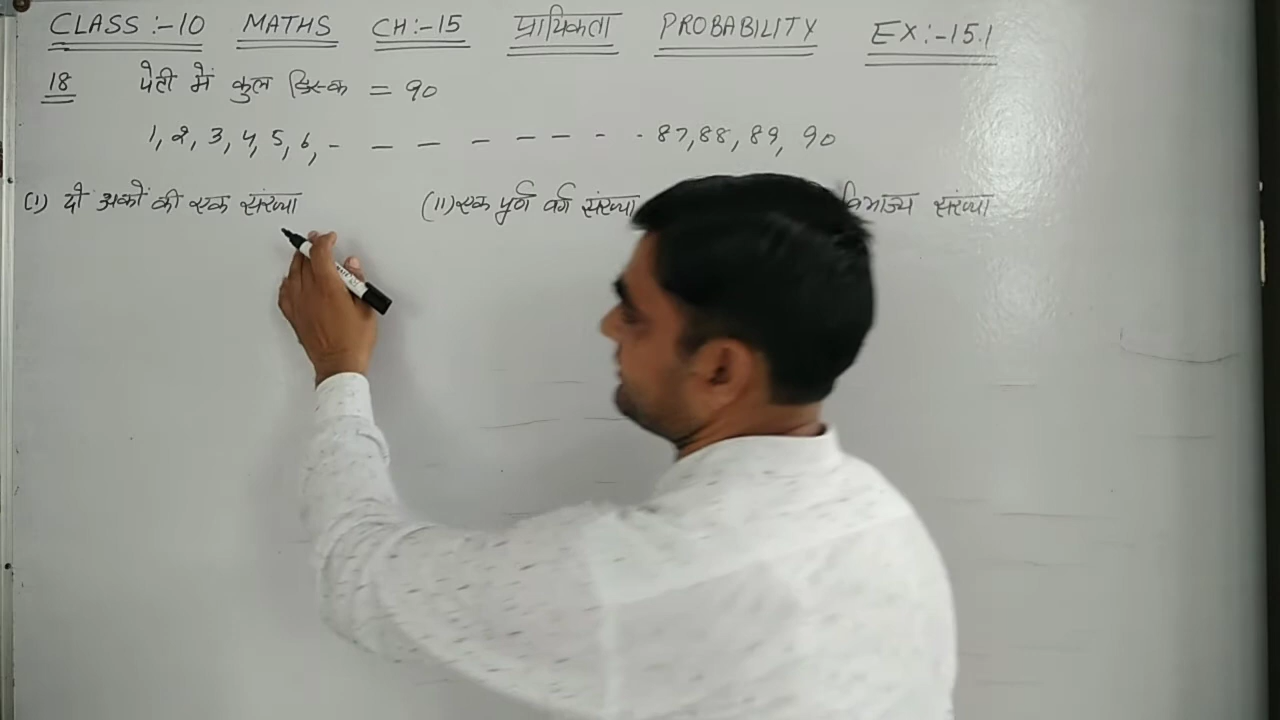 CLASS :-10 MATHS CH:-15 प्रायिकता PROBABILITY EX:-15.1
18 पेटी में कुल डिस्क = 90
1, 2, 3, 4, 5, 6, - - - - - - - - 87, 88, 89, 90
(I) दो अकों की एक संख्या (II) एक पूर्ण वर्ग संख्या विभाज्य संख्या